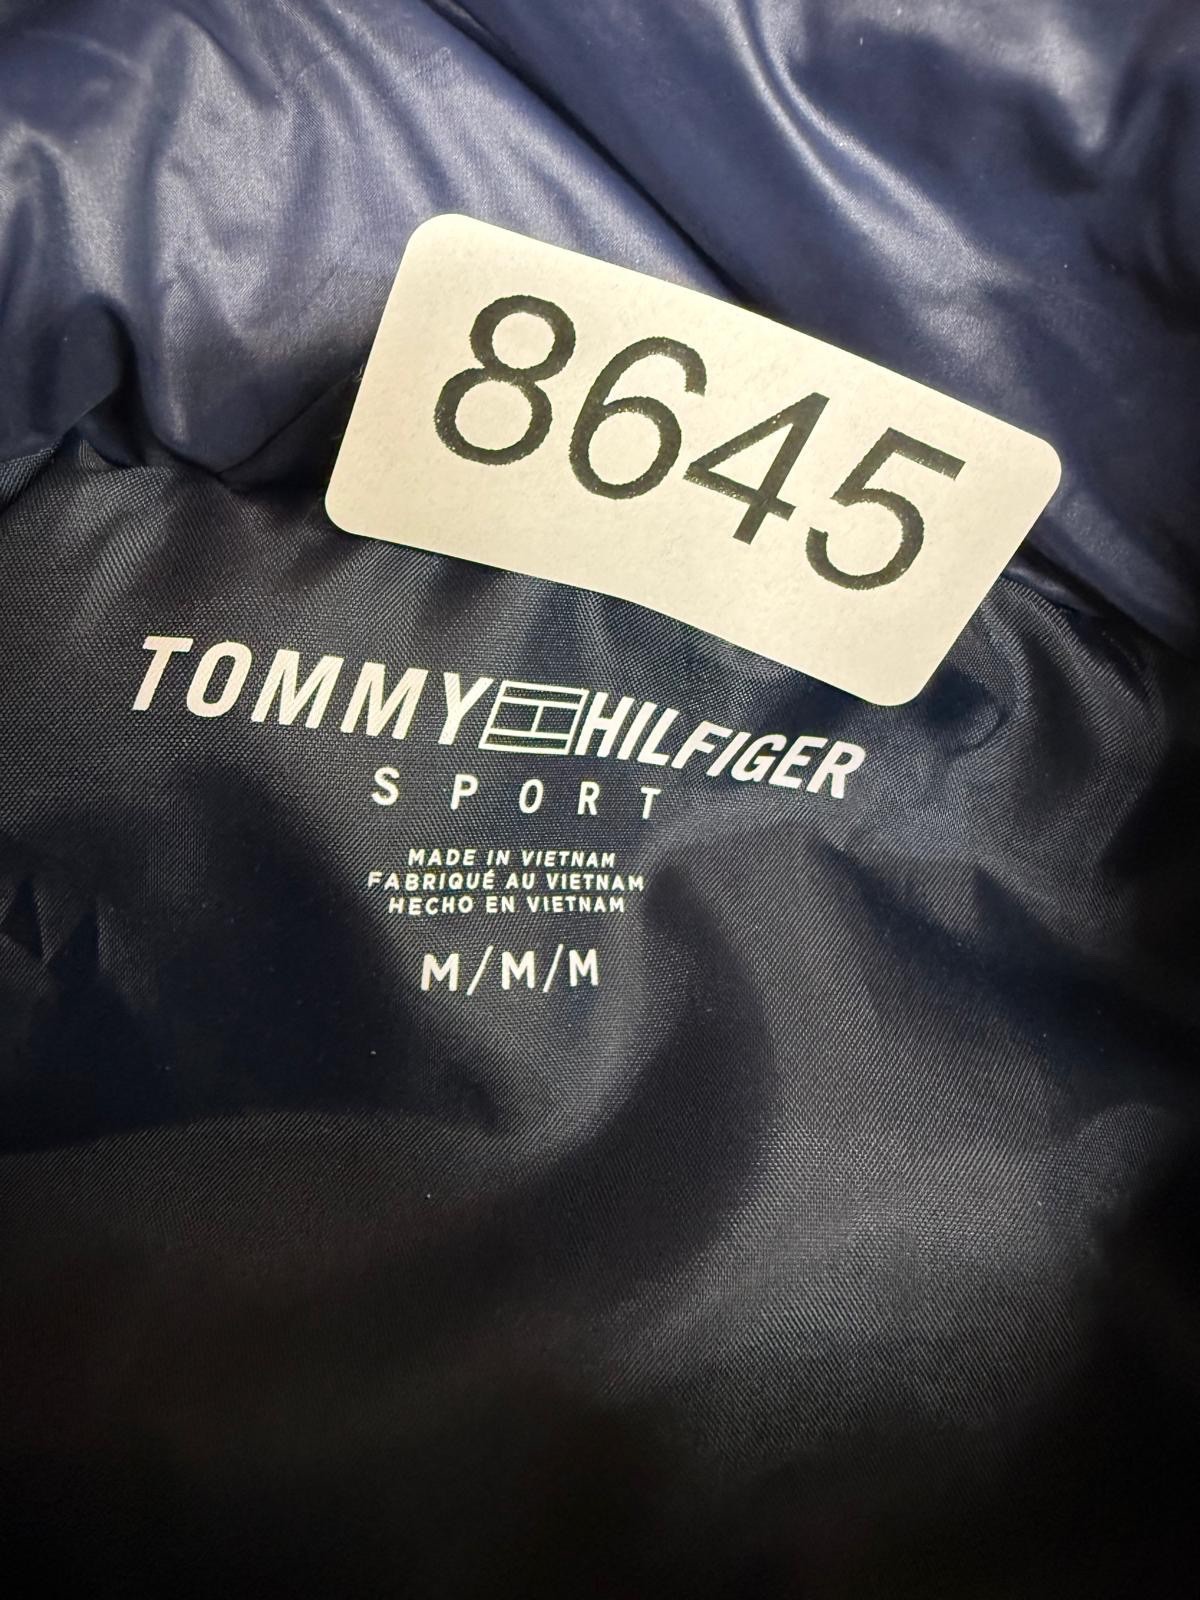 8645
TOMMY HILFIGER
SPORT
MADE IN VIETNAM
FABRIQUÉ AU VIETNAM
HECHO EN VIETNAM
M/M/M